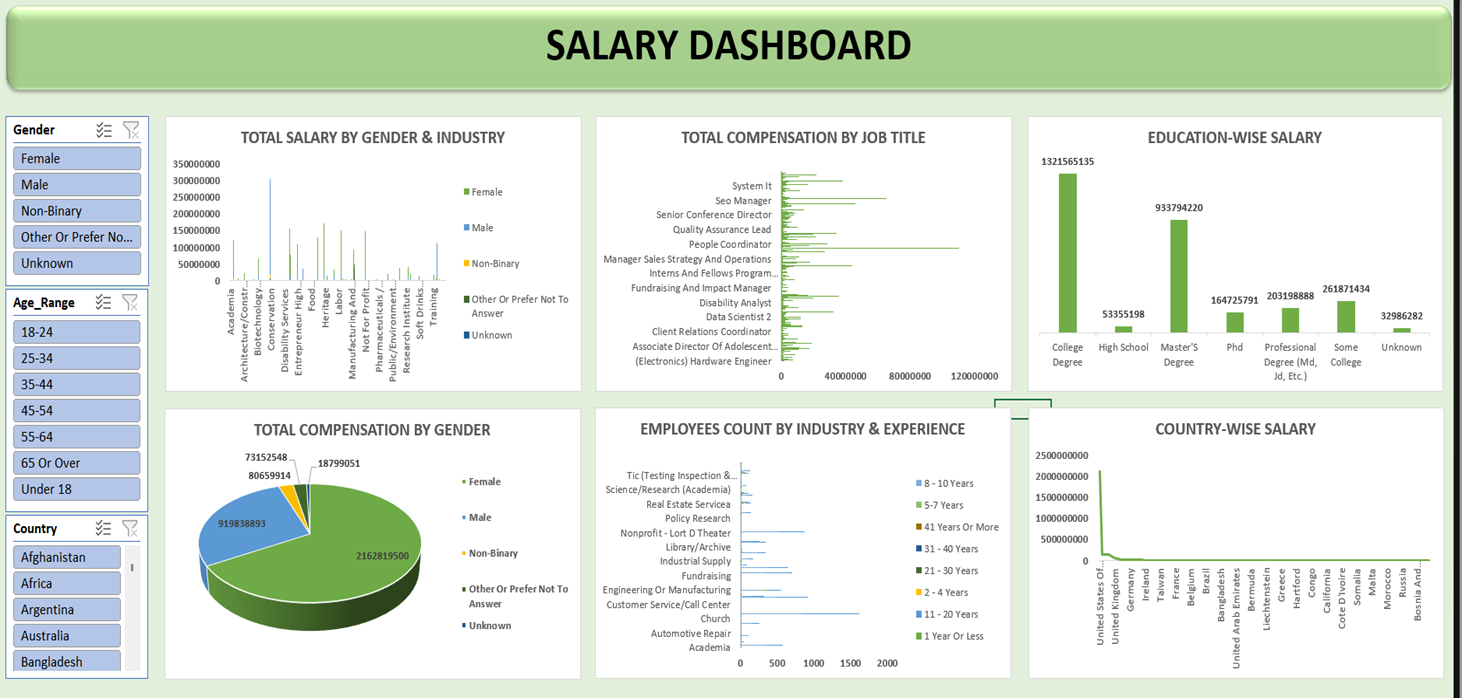 SALARY DASHBOARD
Gender
Female
Male
Non-Binary
Other Or Prefer No...
Unknown
Age_Range
18-24
25-34
35-44
45-54
55-64
65 Or Over
Under 18
Country
Afghanistan
Africa
Argentina
Australia
Bangladesh
TOTAL SALARY BY GENDER & INDUSTRY
350000000
300000000
250000000
200000000
150000000
100000000
50000000
0
Academia
Architecture/Constr...
Biotechnology...
Conservation
Disability Services
Entrepreneur High...
Food...
Heritage
Labor
Manufacturing And...
Not For Profit...
Pharmaceuticals /...
Public/Environment...
Research Institute
Soft Drinks...
Training
Female
Male
Non-Binary
Other Or Prefer Not To
Answer
Unknown
TOTAL COMPENSATION BY JOB TITLE
System It
Seo Manager
Senior Conference Director
Quality Assurance Lead
People Coordinator
Manager Sales Strategy And Operations
Interns And Fellows Program...
Fundraising And Impact Manager
Disability Analyst
Data Scientist 2
Client Relations Coordinator
Associate Director Of Adolescent...
(Electronics) Hardware Engineer
0 40000000 80000000 120000000
EDUCATION-WISE SALARY
1321565135
53355198
933794220
164725791
203198888
261871434
32986282
College
Degree
High School
Master'S
Degree
Phd
Professional
Degree (Md,
Jd, Etc.)
Some
College
Unknown
TOTAL COMPENSATION BY GENDER
73152548
18799051
80659914
919838893
2162819500
Female
Male
Non-Binary
Other Or Prefer Not To
Answer
Unknown
EMPLOYEES COUNT BY INDUSTRY & EXPERIENCE
Tic (Testing Inspection &...
Science/Research (Academia)
Real Estate Servicea
Policy Research
Nonprofit - Lort D Theater
Library/Archive
Industrial Supply
Fundraising
Engineering Or Manufacturing
Customer Service/Call Center
Church
Automotive Repair
Academia
0 500 1000 1500 2000
8 - 10 Years
5-7 Years
41 Years Or More
31 - 40 Years
21 - 30 Years
2 - 4 Years
11 - 20 Years
1 Year Or Less
COUNTRY-WISE SALARY
2500000000
2000000000
1500000000
1000000000
500000000
0
United States Of...
United Kingdom
Germany
Ireland
Taiwan
France
Belgium
Brazil
Bangladesh
United Arab Emirates
Bermuda
Liechtenstein
Greece
Hartford
Congo
California
Cote D'Ivoire
Somalia
Malta
Morocco
Russia
Bosnia And...